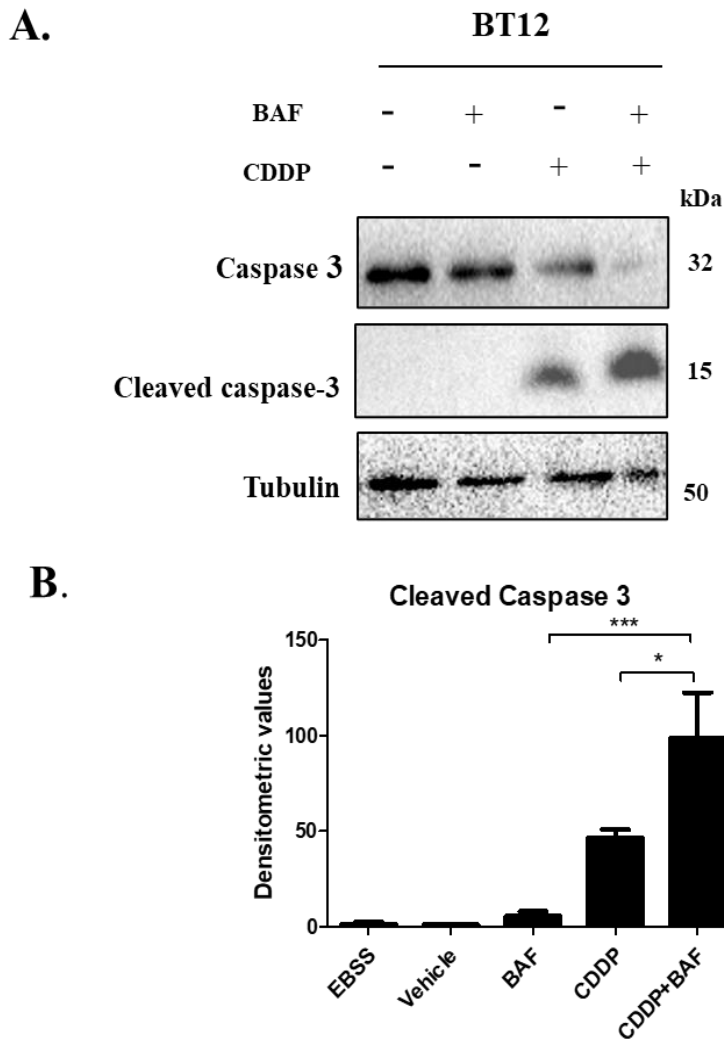 A.
BT12
BAF - + - +
CDDP - - + +
kDa
Caspase 3 32
Cleaved caspase-3 15
Tubulin 50
B.
Cleaved Caspase 3
***
*
150
100
50
0
Densitometric values
EBSS
Vehicle
BAF
CDDP
CDDP+BAF